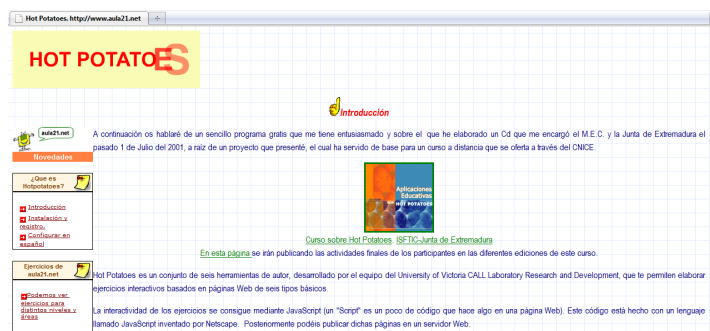 Hot Potatoes. http://www.aula21.net
HOT POTATOES
Introducción
aula21.net
Novedades
A continuación os hablaré de un sencillo programa gratis que me tiene entusiasmado y sobre el que he elaborado un Cd que me encargó el M.E.C. y la Junta de Extremadura el
pasado 1 de Julio del 2001, a raíz de un proyecto que presenté, el cual ha servido de base para un curso a distancia que se oferta a través del CNICE.
¿Que es
Hotpotatoes?
Introducción
Instalación y
registro.
Configurar en
español
Aplicaciones
Educativas
HOT POTATOES
Curso sobre Hot Potatoes. ISFTIC-Junta de Extremadura
En esta página se irán publicando las actividades finales de los participantes en las diferentes ediciones de este curso.
Ejercicios de
aula21.net
Podemos ver
ejercicios para
distintos niveles y
áreas
Hot Potatoes es un conjunto de seis herramientas de autor, desarrollado por el equipo del University of Victoria CALL Laboratory Research and Development, que te permiten elaborar
ejercicios interactivos basados en páginas Web de seis tipos básicos.
La interactividad de los ejercicios se consigue mediante JavaScript (un "Script" es un poco de código que hace algo en una página Web). Este código está hecho con un lenguaje
llamado JavaScript inventado por Netscape. Posteriormente podéis publicar dichas páginas en un servidor Web.